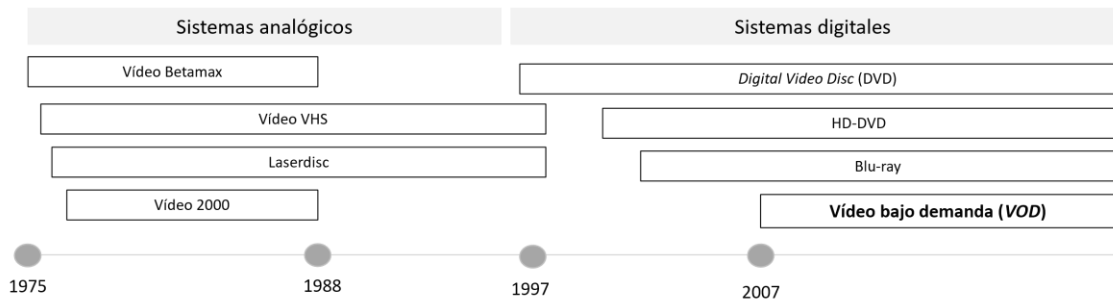 Sistemas analógicos
Sistemas digitales
Vídeo Betamax
Digital Video Disc (DVD)
Vídeo VHS
HD-DVD
Laserdisc
Blu-ray
Vídeo 2000
Vídeo bajo demanda (VOD)
1975
1988
1997
2007